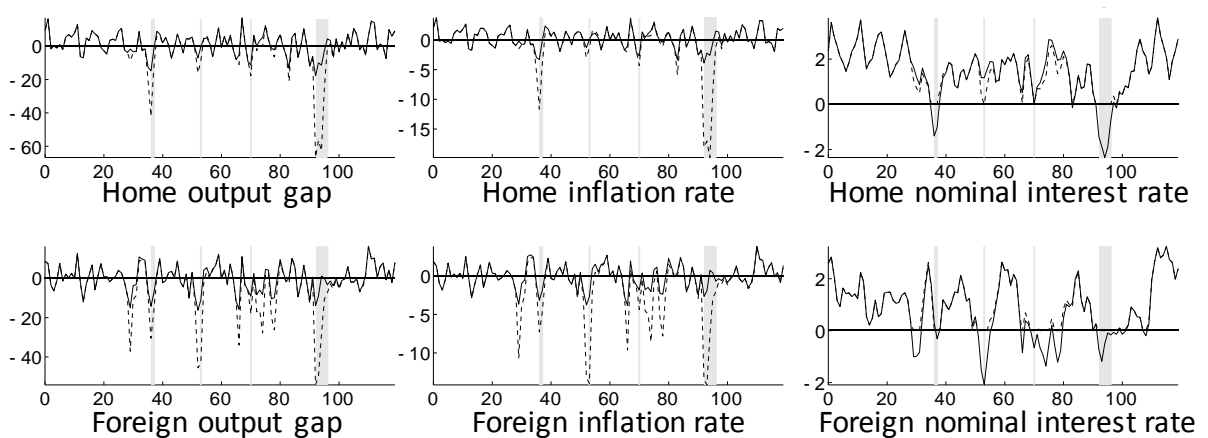 0 0 2
- 20 - 5
- 40 - 10 0
- 60 - 15 - 2
0 20 40 60 80 100 0 20 40 60 80 100 0 20 40 60 80 100
Home output gap Home inflation rate Home nominal interest rate
0 0 2
- 20 - 5 0
- 40 - 10 - 2
0 20 40 60 80 100 0 20 40 60 80 100 0 20 40 60 80 100
Foreign output gap Foreign inflation rate Foreign nominal interest rate